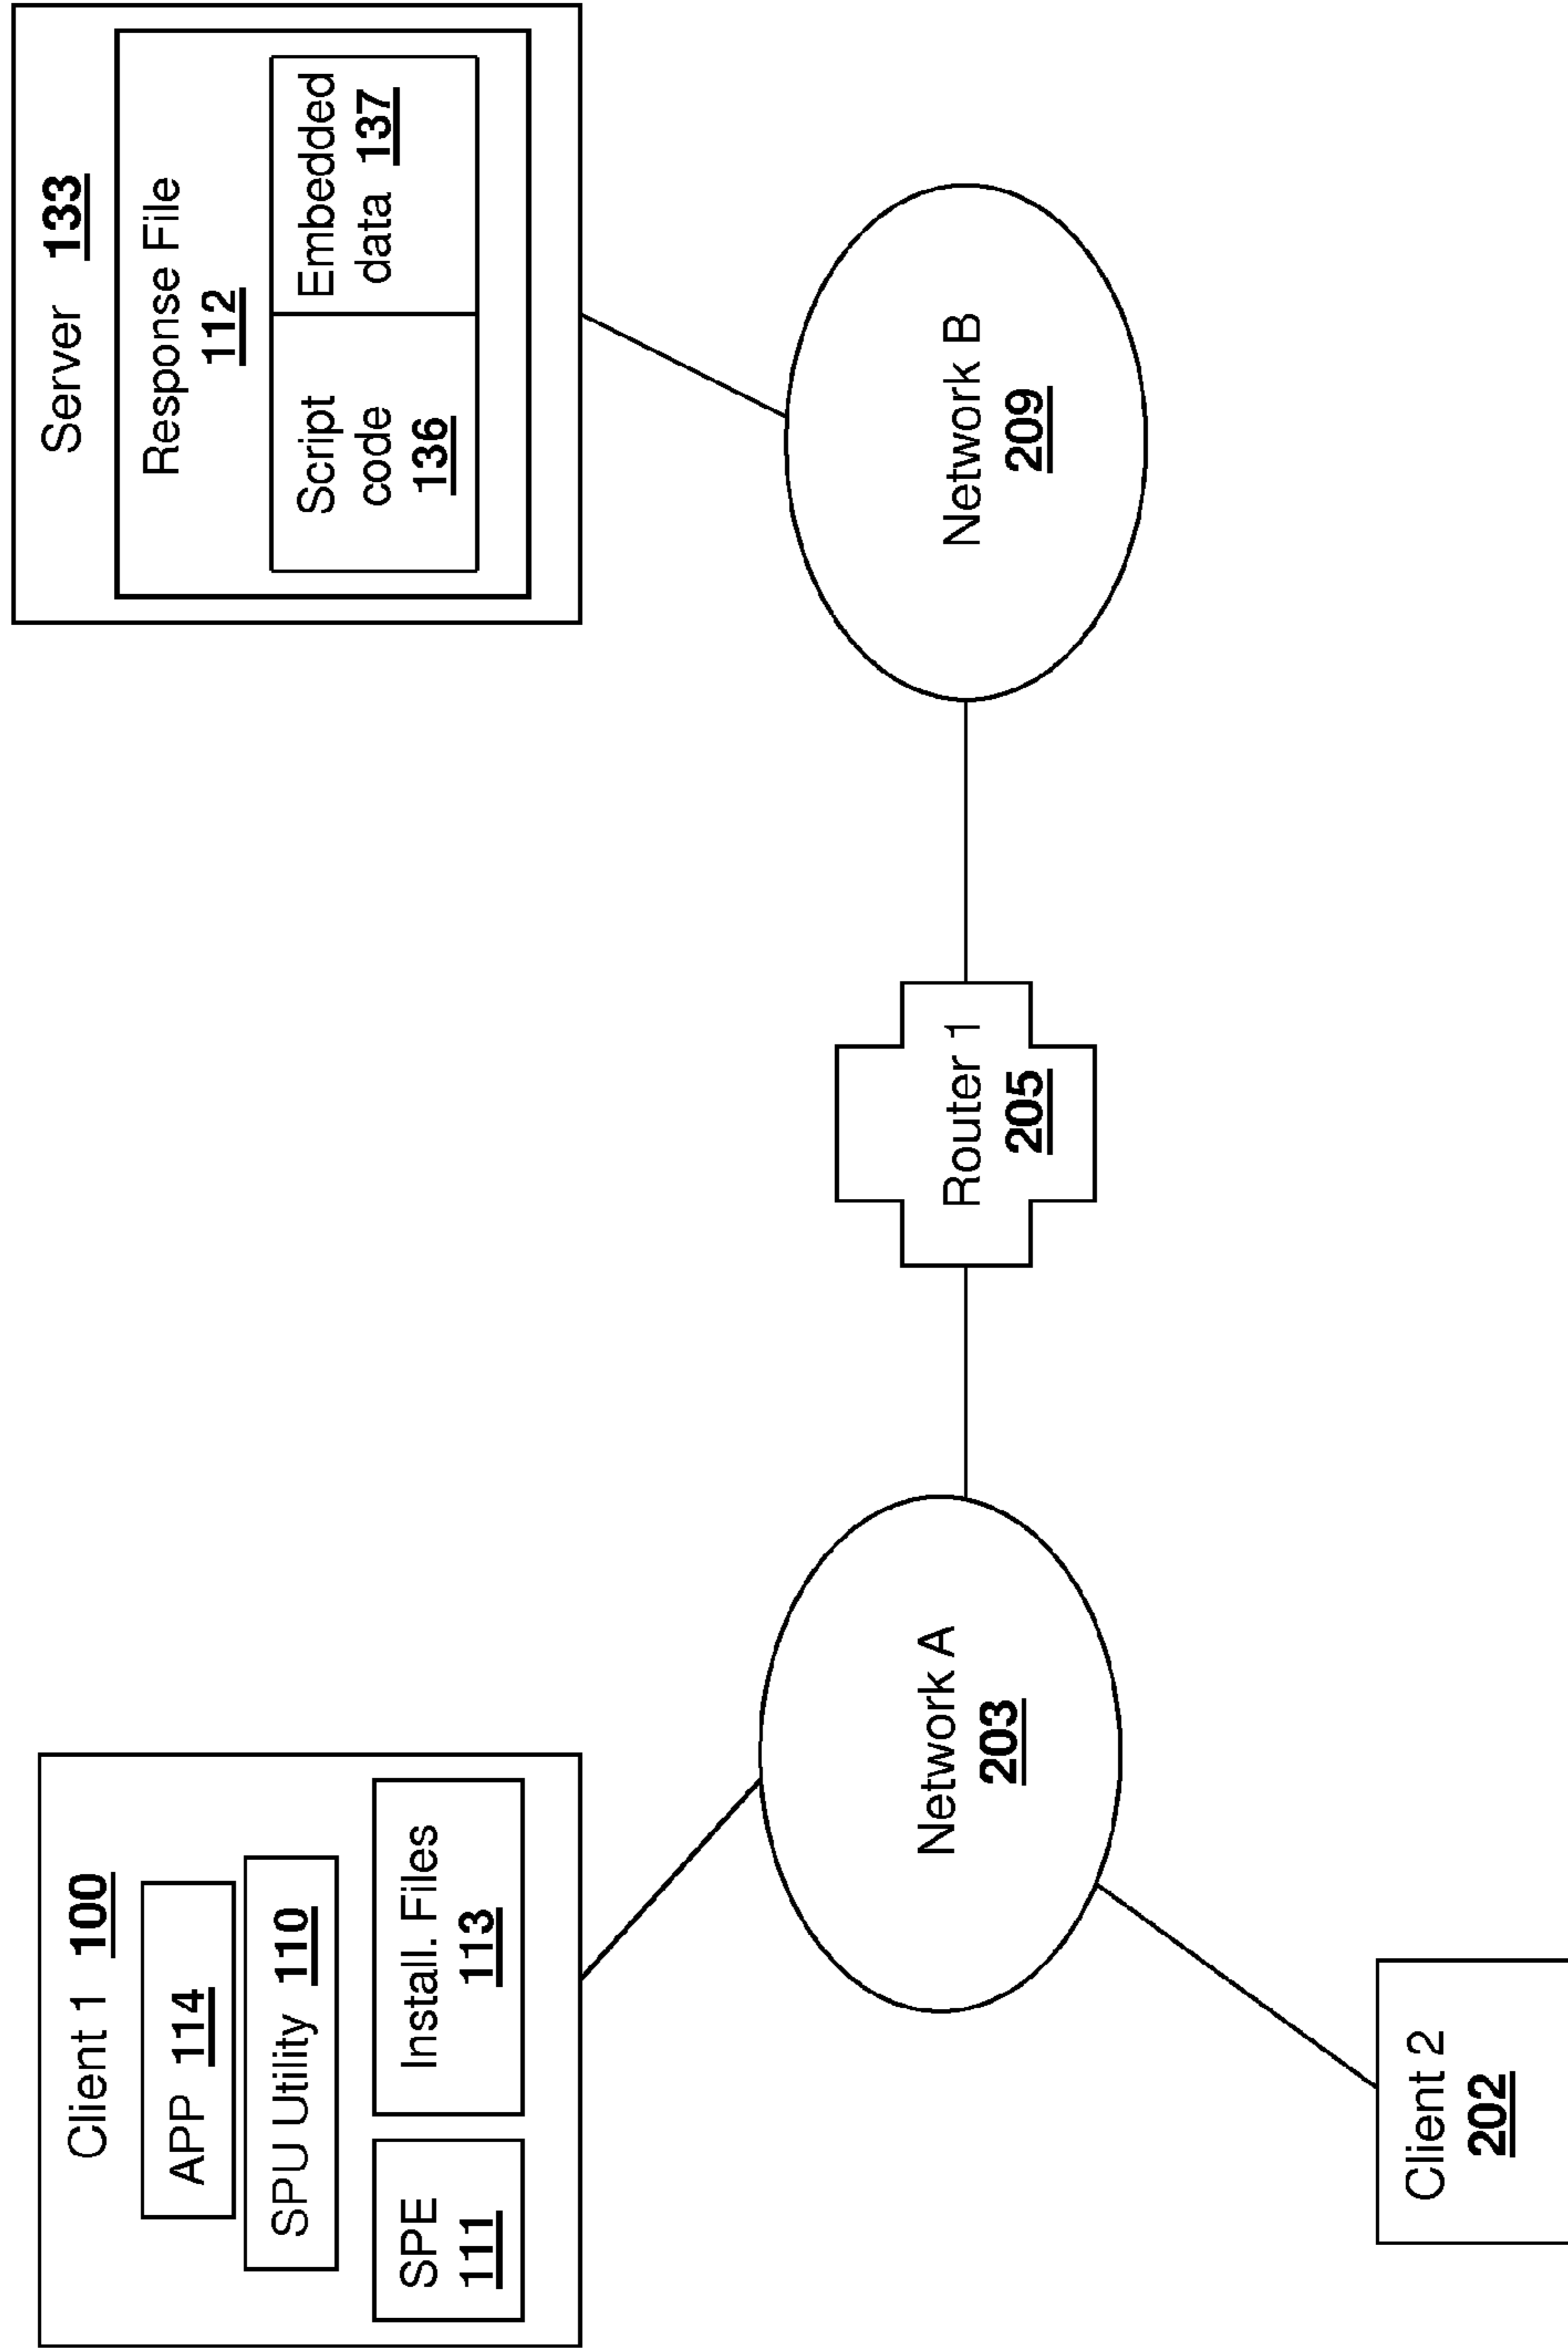 Client 1 100
APP 114
SPU Utility 110
SPE
111
Install. Files
113
Server 133
Response File
112
Script
code
136
Embedded
data 137
Network A
203
Router 1
205
Network B
209
Client 2
202